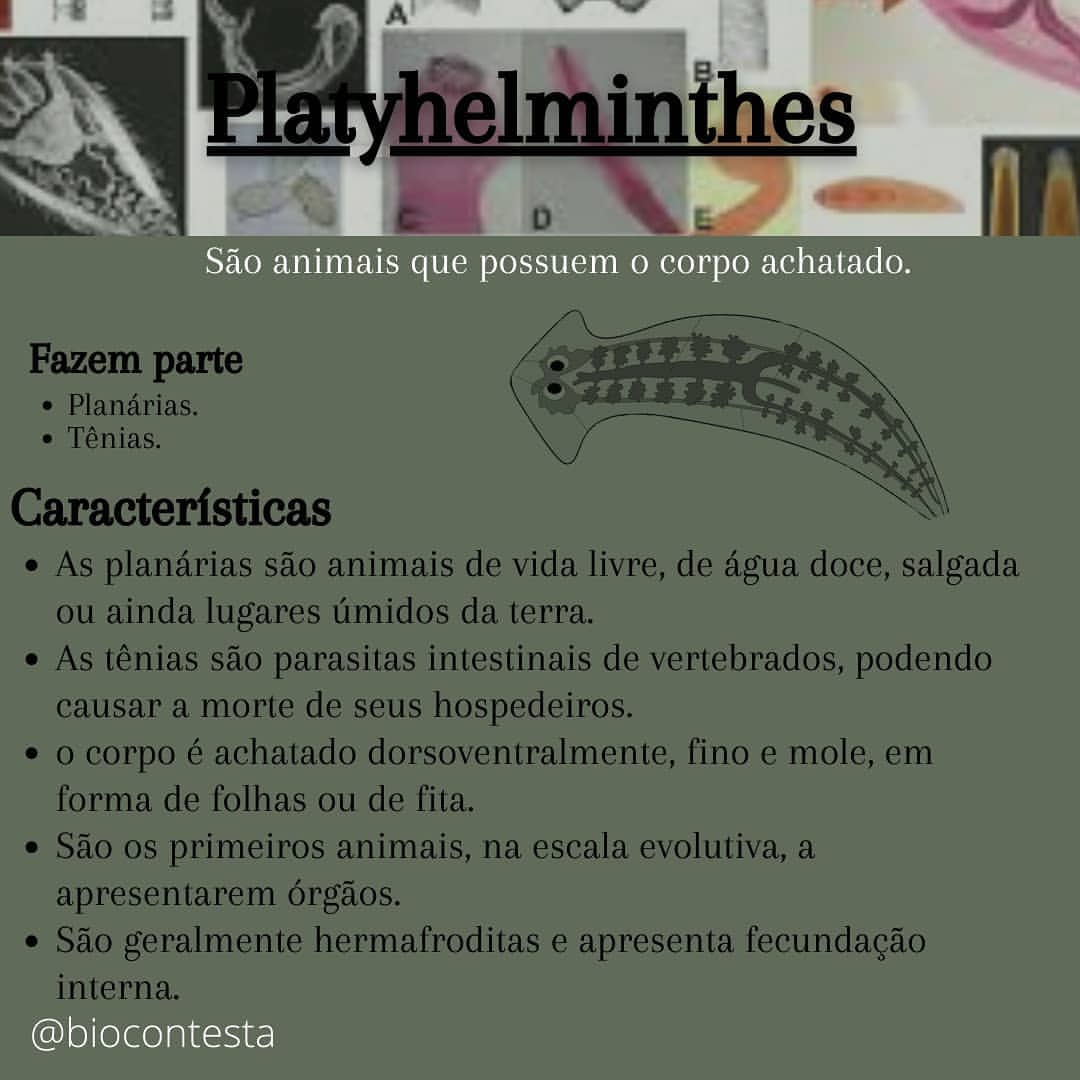 A
B
Platyhelminthes
C
D
E
São animais que possuem o corpo achatado.
Fazem parte
• Planárias.
• Tênias.
Características
• As planárias são animais de vida livre, de água doce, salgada
ou ainda lugares úmidos da terra.
• As tênias são parasitas intestinais de vertebrados, podendo
causar a morte de seus hospedeiros.
• o corpo é achatado dorsoventralmente, fino e mole, em
forma de folhas ou de fita.
• São os primeiros animais, na escala evolutiva, a
apresentarem órgãos.
• São geralmente hermafroditas e apresenta fecundação
interna.
@biocontesta